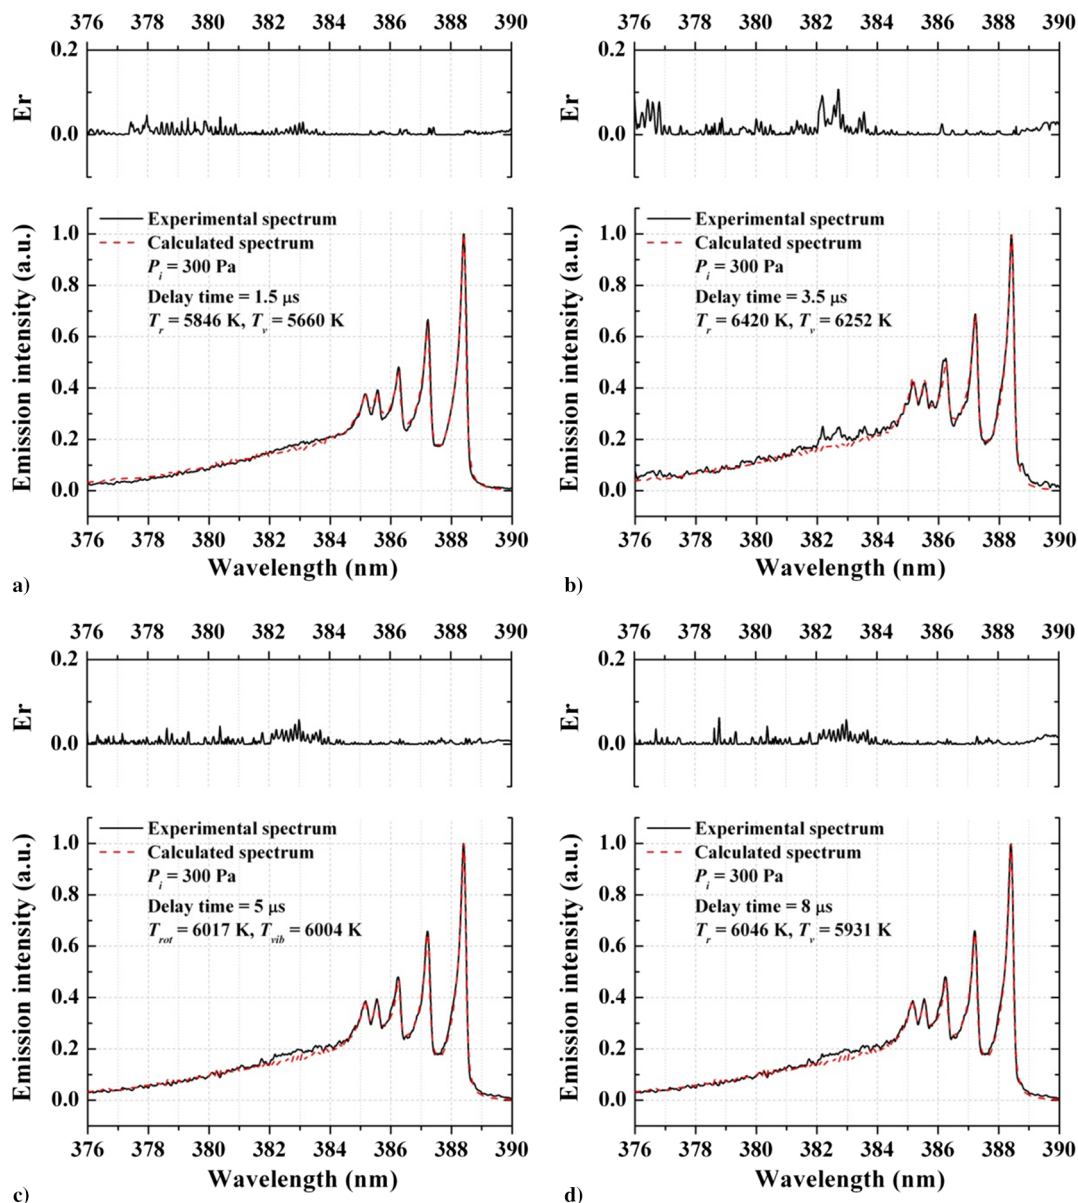 376 378 380 382 384 386 388 390
0.2
0.0
Er
Experimental spectrum
Calculated spectrum
P_i = 300 Pa
Delay time = 1.5 μs
T_r = 5846 K, T_v = 5660 K
1.0
0.8
0.6
0.4
0.2
0.0
Emission intensity (a.u.)
376 378 380 382 384 386 388 390
Wavelength (nm)
a)
376 378 380 382 384 386 388 390
0.2
0.0
Er
Experimental spectrum
Calculated spectrum
P_i = 300 Pa
Delay time = 3.5 μs
T_r = 6420 K, T_v = 6252 K
1.0
0.8
0.6
0.4
0.2
0.0
Emission intensity (a.u.)
376 378 380 382 384 386 388 390
Wavelength (nm)
b)
376 378 380 382 384 386 388 390
0.2
0.0
Er
Experimental spectrum
Calculated spectrum
P_i = 300 Pa
Delay time = 5 μs
T_rot = 6017 K, T_vib = 6004 K
1.0
0.8
0.6
0.4
0.2
0.0
Emission intensity (a.u.)
376 378 380 382 384 386 388 390
Wavelength (nm)
c)
376 378 380 382 384 386 388 390
0.2
0.0
Er
Experimental spectrum
Calculated spectrum
P_i = 300 Pa
Delay time = 8 μs
T_r = 6046 K, T_v = 5931 K
1.0
0.8
0.6
0.4
0.2
0.0
Emission intensity (a.u.)
376 378 380 382 384 386 388 390
Wavelength (nm)
d)